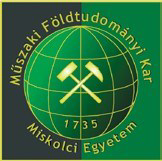 Műszaki Földtudományi Kar
1735
Miskolci Egyetem